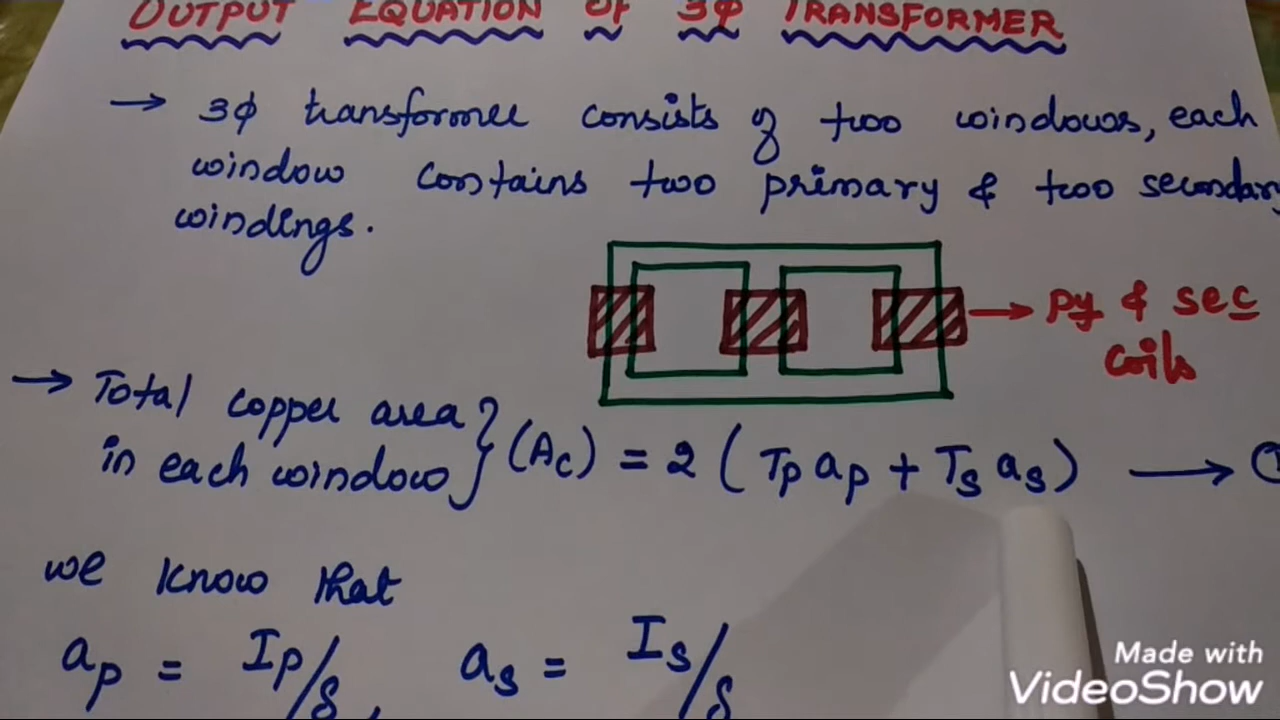 OUTPUT EQUATION OF 3Φ TRANSFORMER
→ 3φ transformer consists of two windows, each
window contains two primary & two secondary
windings.
→ py & sec
coils
→ Total copper area
in each window } (Ac) = 2 (Tp ap + Ts as) → ①
we know that
ap = Ip/δ, as = Is/δ
Made with
VideoShow